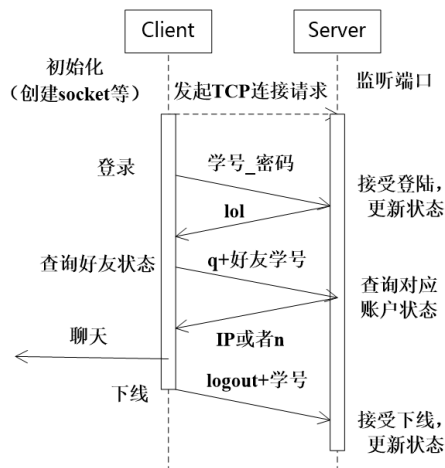 Client
Server
初始化
（创建socket等）
发起TCP连接请求
监听端口
登录
学号_密码
接受登陆，
更新状态
lol
查询好友状态
q+好友学号
查询对应
账户状态
IP或者n
聊天
logout+学号
下线
接受下线，
更新状态